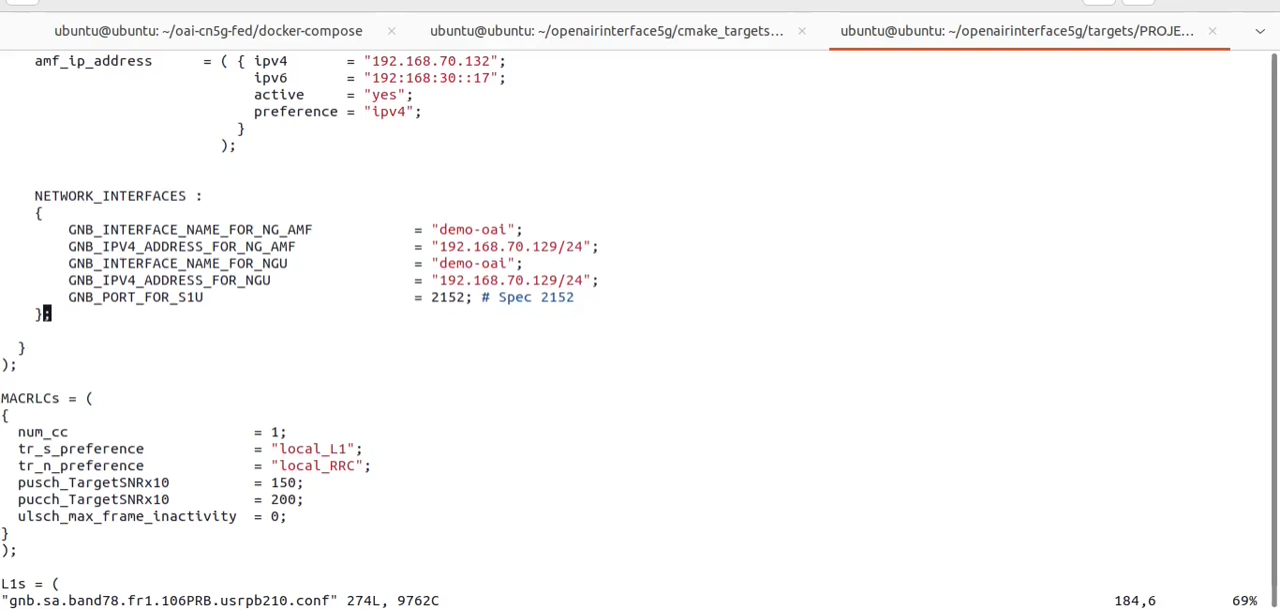 ubuntu@ubuntu: ~/oai-cn5g-fed/docker-compose × ubuntu@ubuntu: ~/openairinterface5g/cmake_targets... × ubuntu@ubuntu: ~/openairinterface5g/targets/PROJE... ×
    amf_ip_address      = ( { ipv4       = "192.168.70.132";
                              ipv6       = "192:168:30::17";
                              active     = "yes";
                              preference = "ipv4";
                            }
                          );
    NETWORK_INTERFACES :
    {
        GNB_INTERFACE_NAME_FOR_NG_AMF            = "demo-oai";
        GNB_IPV4_ADDRESS_FOR_NG_AMF              = "192.168.70.129/24";
        GNB_INTERFACE_NAME_FOR_NGU               = "demo-oai";
        GNB_IPV4_ADDRESS_FOR_NGU                 = "192.168.70.129/24";
        GNB_PORT_FOR_S1U                         = 2152; # Spec 2152
    };
  }
);
MACRLCs = (
{
  num_cc                      = 1;
  tr_s_preference             = "local_L1";
  tr_n_preference             = "local_RRC";
  pusch_TargetSNRx10          = 150;
  pucch_TargetSNRx10          = 200;
  ulsch_max_frame_inactivity  = 0;
}
);
L1s = (
"gnb.sa.band78.fr1.106PRB.usrpb210.conf" 274L, 9762C 184,6 69%